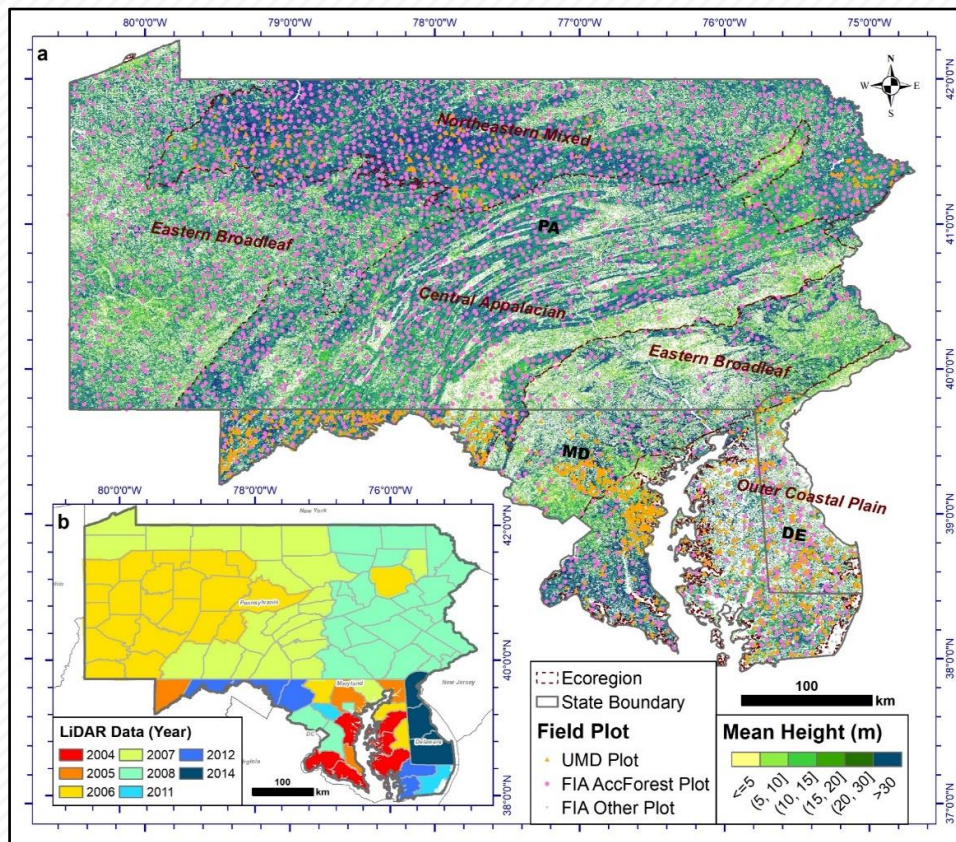 80°0'0"W
79°0'0"W
78°0'0"W
77°0'0"W
76°0'0"W
75°0'0"W
a
N
W E
S
42°0'0"N
41°0'0"N
40°0'0"N
39°0'0"N
38°0'0"N
37°0'0"N
Northeastern Mixed
PA
Eastern Broadleaf
Central Appalacian
Eastern Broadleaf
MD
Outer Coastal Plain
DE
80°0'0"W
78°0'0"W
76°0'0"W
b
New York
42°0'0"N
40°0'0"N
38°0'0"N
Pennsylvania
Maryland
New Jersey
Delaware
DC
LiDAR Data (Year)
2004 2007 2012
2005 2008 2014
2006 2011
100
km
Ecoregion
State Boundary
Field Plot
UMD Plot
FIA AccForest Plot
FIA Other Plot
100
km
Mean Height (m)
<=5
(5, 10]
(10, 15]
(15, 20]
(20, 30]
>30